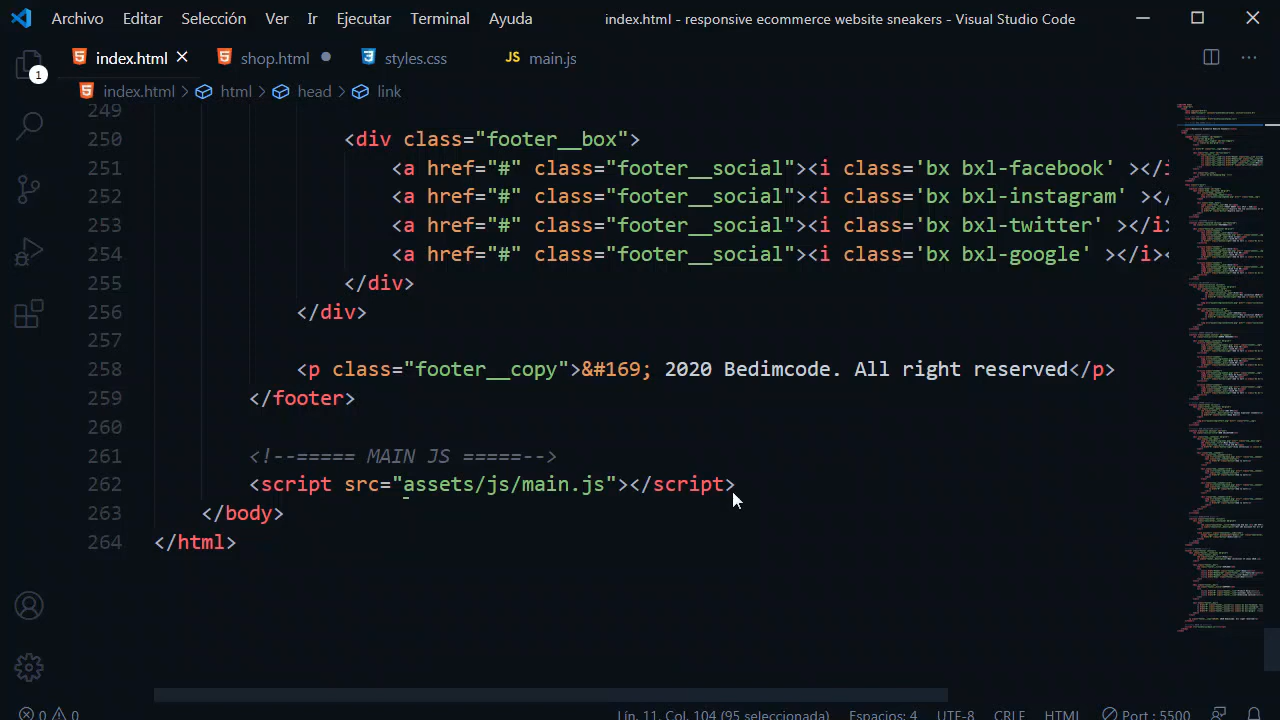 Archivo Editar Selección Ver Ir Ejecutar Terminal Ayuda index.html - responsive ecommerce website sneakers - Visual Studio Code
index.html shop.html styles.css JS main.js
1
index.html > html > head > link
249
250 <div class="footer__box">
251 <a href="#" class="footer__social"><i class='bx bxl-facebook' ></i
252 <a href="#" class="footer__social"><i class='bx bxl-instagram' ></
253 <a href="#" class="footer__social"><i class='bx bxl-twitter' ></i>
254 <a href="#" class="footer__social"><i class='bx bxl-google' ></i><
255 </div>
256 </div>
257
258 <p class="footer__copy">&#169; 2020 Bedimcode. All right reserved</p>
259 </footer>
260
261 <!--===== MAIN JS =====-->
262 <script src="assets/js/main.js"></script>
263 </body>
264 </html>
0 0 Lín. 11, Col. 104 (95 seleccionada) Espacios: 4 UTF-8 CRLF HTML Port : 5500